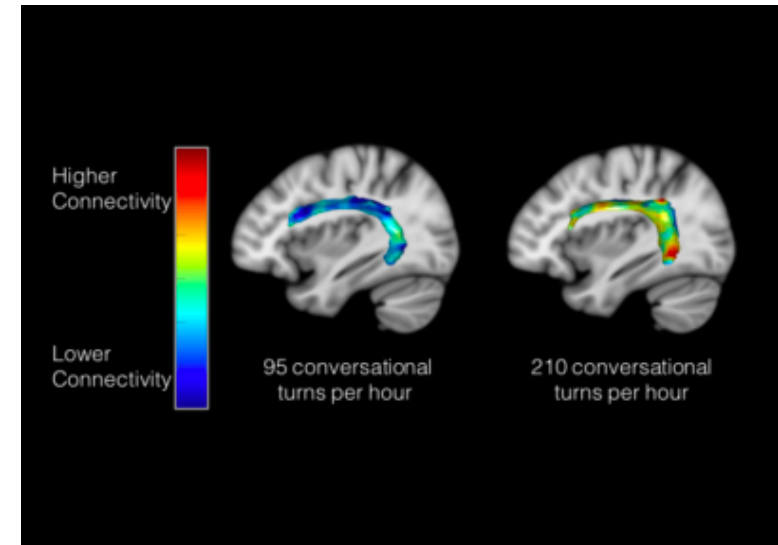 Higher
Connectivity
Lower
Connectivity
95 conversational
turns per hour
210 conversational
turns per hour